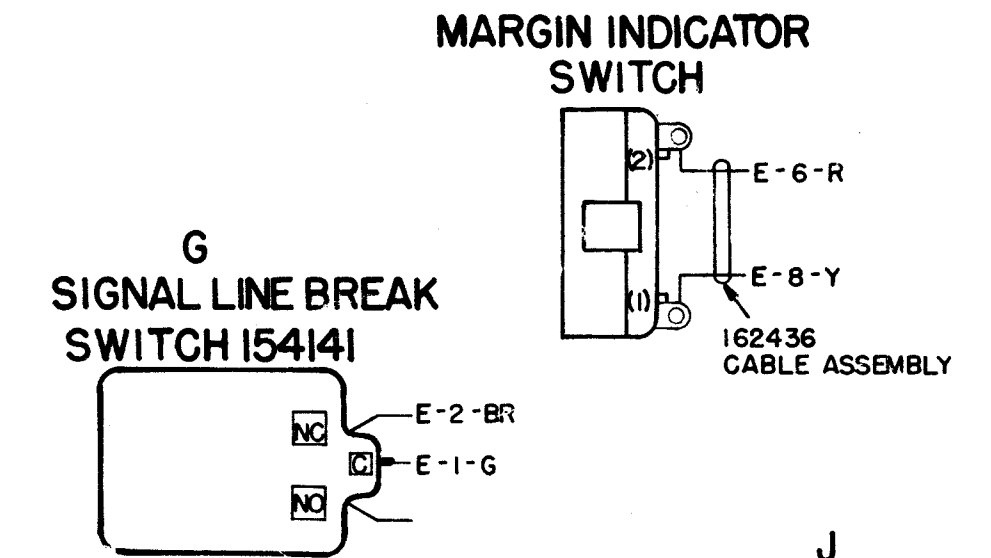 MARGIN INDICATOR
SWITCH
(2)
E-6-R
(1)
E-8-Y
162436
CABLE ASSEMBLY
G
SIGNAL LINE BREAK
SWITCH 154141
NC
E-2-BR
C
E-1-G
NO
J